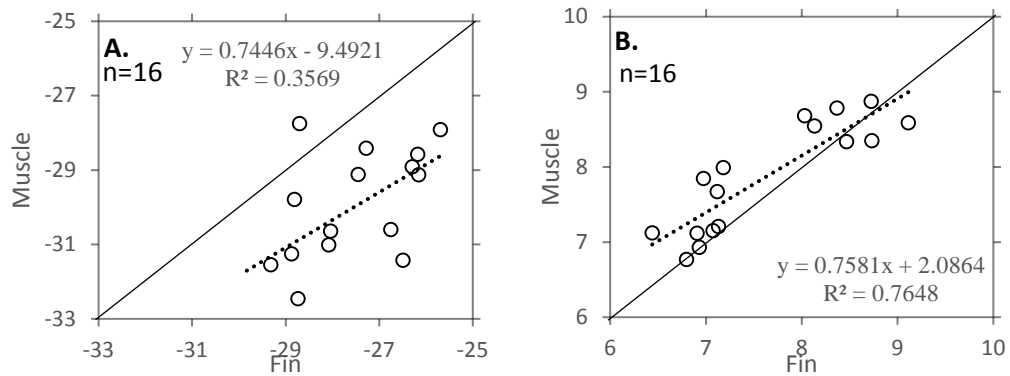 A.
n=16
y = 0.7446x - 9.4921
R² = 0.3569
-25
-27
-29
-31
-33
Muscle
-33
-31
-29
-27
-25
Fin
B.
n=16
y = 0.7581x + 2.0864
R² = 0.7648
10
9
8
7
6
Muscle
6
7
8
9
10
Fin